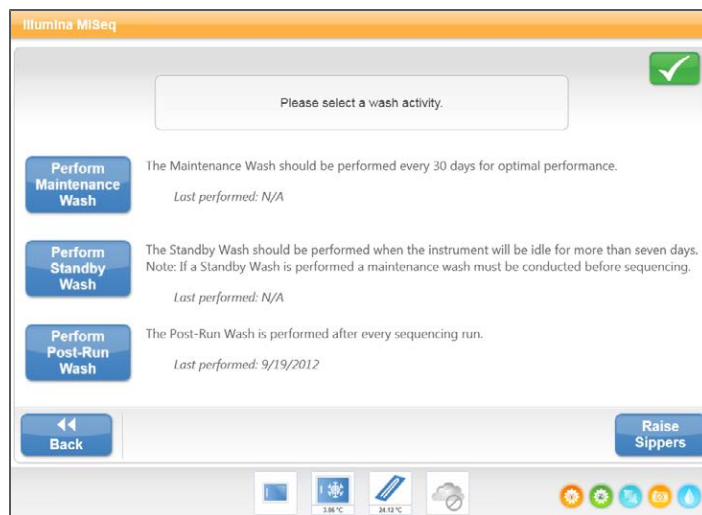 Illumina MiSeq
Please select a wash activity.
Perform
Maintenance
Wash
The Maintenance Wash should be performed every 30 days for optimal performance.
Last performed: N/A
Perform
Standby
Wash
The Standby Wash should be performed when the instrument will be idle for more than seven days.
Note: If a Standby Wash is performed a maintenance wash must be conducted before sequencing.
Last performed: N/A
Perform
Post-Run
Wash
The Post-Run Wash is performed after every sequencing run.
Last performed: 9/19/2012
Back
Raise
Sippers
3.86 °C
24.12 °C